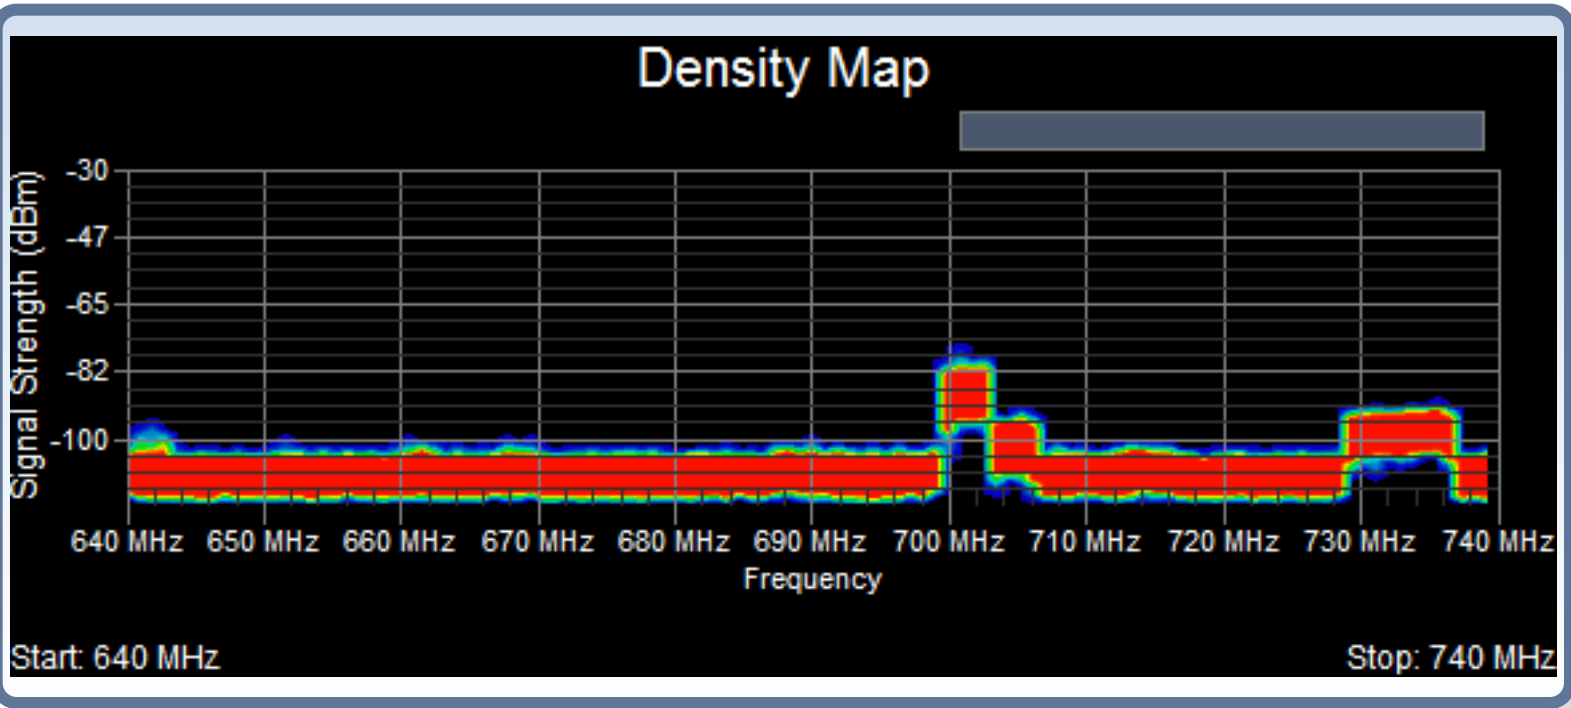 Density Map
Signal Strength (dBm)
-30
-47
-65
-82
-100
640 MHz 650 MHz 660 MHz 670 MHz 680 MHz 690 MHz 700 MHz 710 MHz 720 MHz 730 MHz 740 MHz
Frequency
Start: 640 MHz Stop: 740 MHz